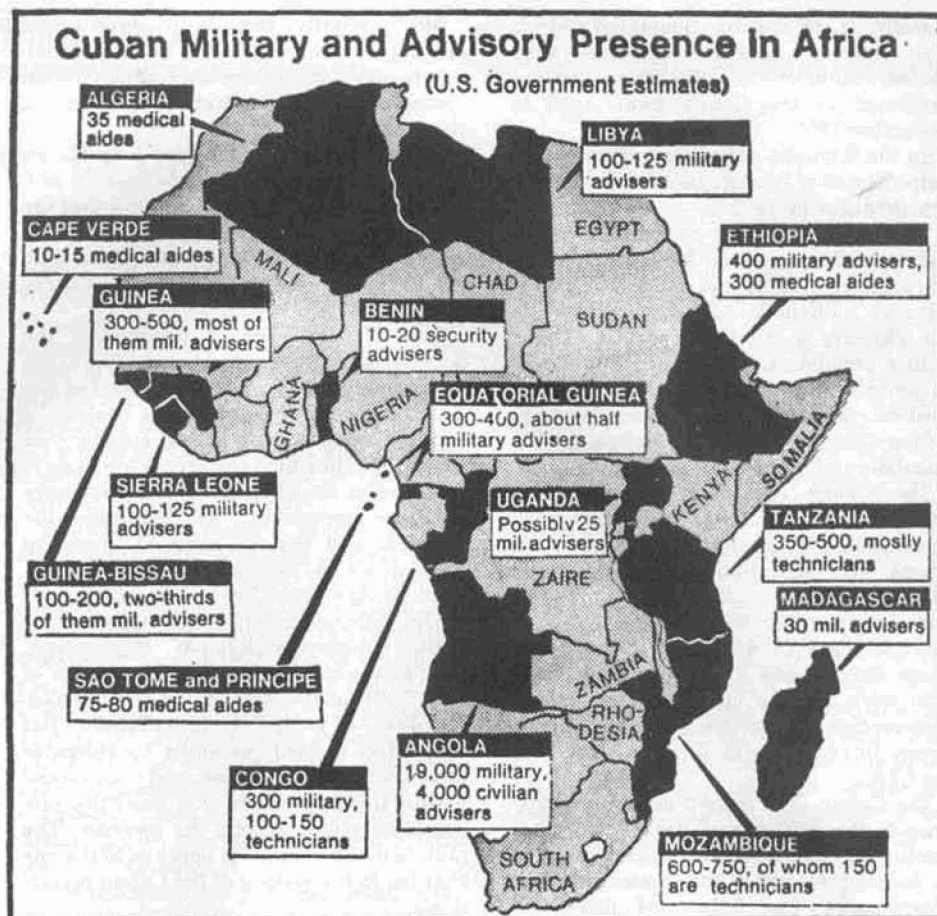 Cuban Military and Advisory Presence in Africa
(U.S. Government Estimates)
ALGERIA
35 medical
aides
LIBYA
100-125 military
advisers
EGYPT
CAPE VERDE
10-15 medical aides
MALI
CHAD
ETHIOPIA
400 military advisers,
300 medical aides
GUINEA
300-500, most of
them mil. advisers
BENIN
10-20 security
advisers
SUDAN
GHANA
NIGERIA
EQUATORIAL GUINEA
300-400, about half
military advisers
SOMALIA
KENYA
SIERRA LEONE
100-125 military
advisers
UGANDA
Possibly 25
mil. advisers
ZAIRE
TANZANIA
350-500, mostly
technicians
GUINEA-BISSAU
100-200, two-thirds
of them mil. advisers
MADAGASCAR
30 mil. advisers
SAO TOME and PRINCIPE
75-80 medical aides
ZAMBIA
RHO-
DESIA
ANGOLA
19,000 military,
4,000 civilian
advisers
CONGO
300 military,
100-150
technicians
SOUTH
AFRICA
MOZAMBIQUE
600-750, of whom 150
are technicians